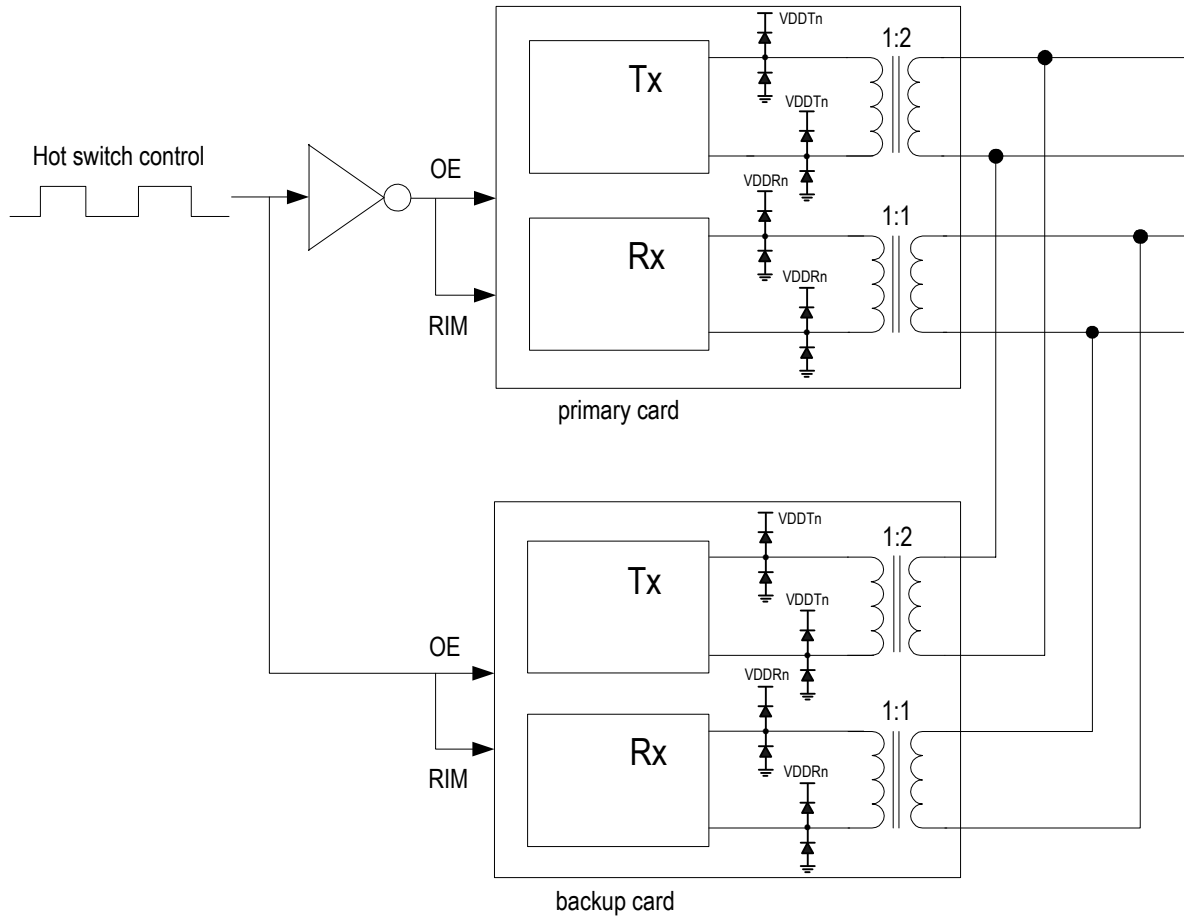 VDDTn
1:2
Tx
VDDTn
Hot switch control
OE
VDDRn
1:1
Rx
VDDRn
RIM
primary card
VDDTn
1:2
Tx
VDDTn
OE
VDDRn
1:1
Rx
RIM
VDDRn
backup card